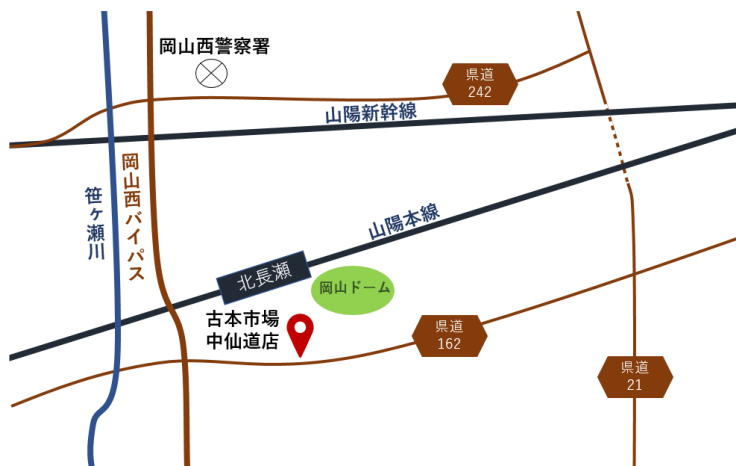 岡山西警察署
県道
242
山陽新幹線
岡山西バイパス
笹ヶ瀬川
山陽本線
北長瀬
岡山ドーム
古本市場
中仙道店
県道
162
県道
21